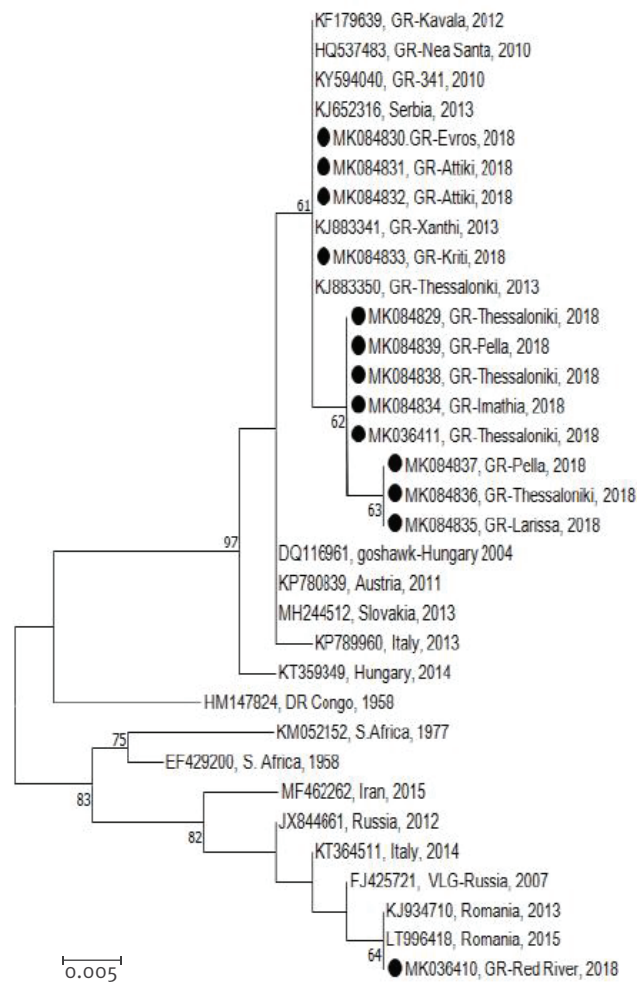 KF179639, GR-Kavala, 2012
HQ537483, GR-Nea Santa, 2010
KY594040, GR-341, 2010
KJ652316, Serbia, 2013
MK084830.GR-Evros, 2018
MK084831, GR-Attiki, 2018
MK084832, GR-Attiki, 2018
61
KJ883341, GR-Xanthi, 2013
MK084833, GR-Kriti, 2018
KJ883350, GR-Thessaloniki, 2013
MK084829, GR-Thessaloniki, 2018
MK084839, GR-Pella, 2018
MK084838, GR-Thessaloniki, 2018
MK084834, GR-Imathia, 2018
62
MK036411, GR-Thessaloniki, 2018
MK084837, GR-Pella, 2018
MK084836, GR-Thessaloniki, 2018
63
MK084835, GR-Larissa, 2018
97
DQ116961, goshawk-Hungary 2004
KP780839, Austria, 2011
MH244512, Slovakia, 2013
KP789960, Italy, 2013
KT359349, Hungary, 2014
HM147824, DR Congo, 1958
KM052152, S.Africa, 1977
75
EF429200, S. Africa, 1958
83
MF462262, Iran, 2015
JX844661, Russia, 2012
82
KT364511, Italy, 2014
FJ425721, VLG-Russia, 2007
KJ934710, Romania, 2013
LT996418, Romania, 2015
64
MK036410, GR-Red River, 2018
0.005